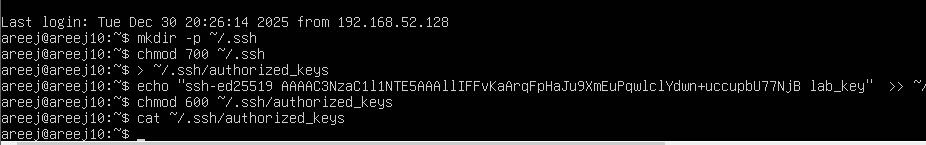 Last login: Tue Dec 30 20:26:14 2025 from 192.168.52.128
areej@areej10:~$ mkdir -p ~/.ssh
areej@areej10:~$ chmod 700 ~/.ssh
areej@areej10:~$ > ~/.ssh/authorized_keys
areej@areej10:~$ echo "ssh-ed25519 AAAAC3NzaC1l1NTE5AAAllIFFvKaArqFpHaJu9XmEuPqwlclYdwn+uccupbU77NjB lab_key"  >> ~/
areej@areej10:~$ chmod 600 ~/.ssh/authorized_keys
areej@areej10:~$ cat ~/.ssh/authorized_keys
areej@areej10:~$ _